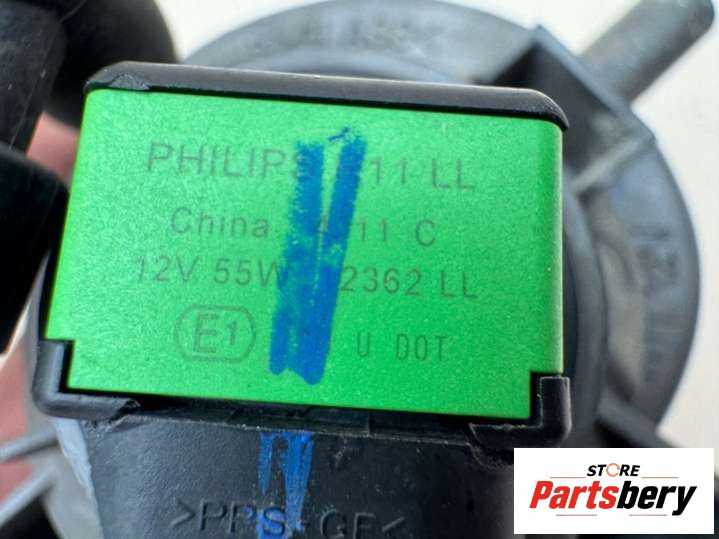 PHILIPS 11 LL
China 11 C
12V 55W 2362 LL
E1 U DOT
>PPS-GF<
STORE
Partsbery